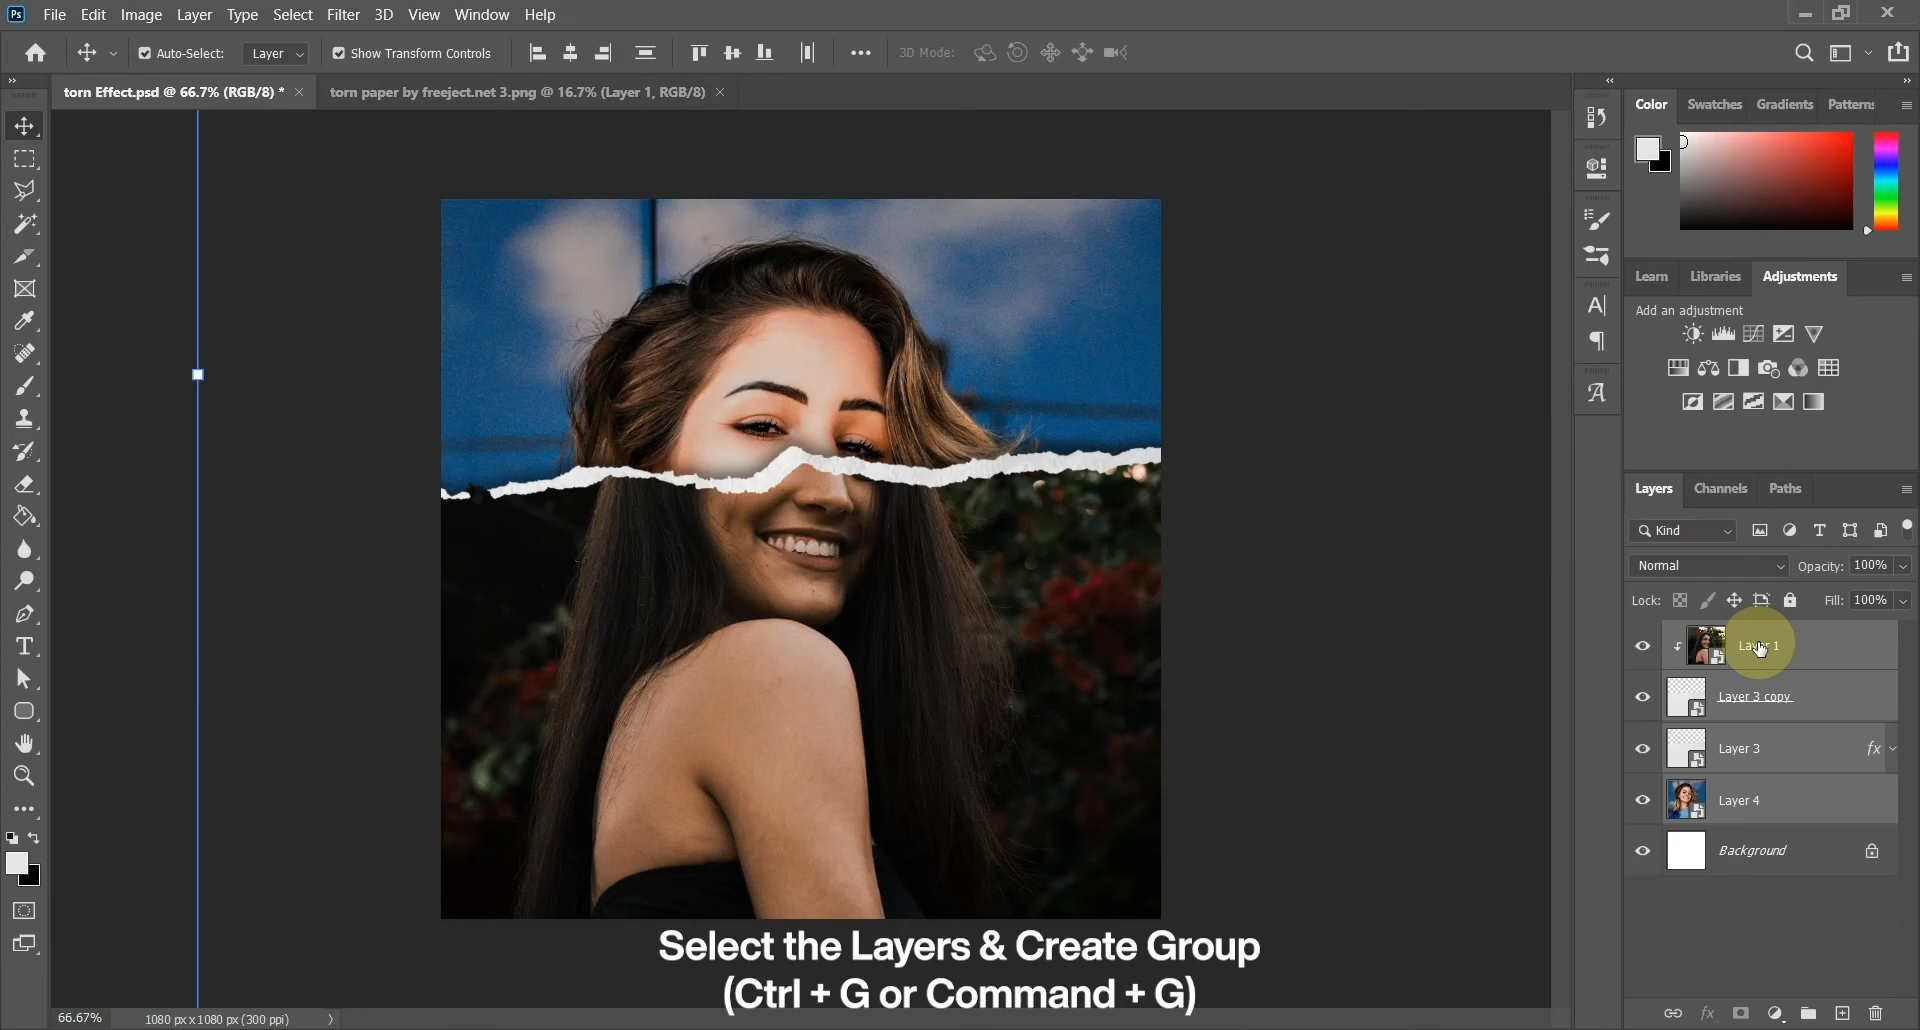 Ps File Edit Image Layer Type Select Filter 3D View Window Help
Auto-Select: Layer Show Transform Controls 3D Mode:
torn Effect.psd @ 66.7% (RGB/8) * torn paper by freeject.net 3.png @ 16.7% (Layer 1, RGB/8)
Color Swatches Gradients Patterns
Learn Libraries Adjustments
Add an adjustment
Layers Channels Paths
Kind
Normal Opacity: 100%
Lock: Fill: 100%
Layer 1
Layer 3 copy
Layer 3 fx
Layer 4
Background
Select the Layers & Create Group
(Ctrl + G or Command + G)
66.67% 1080 px x 1080 px (300 ppi)